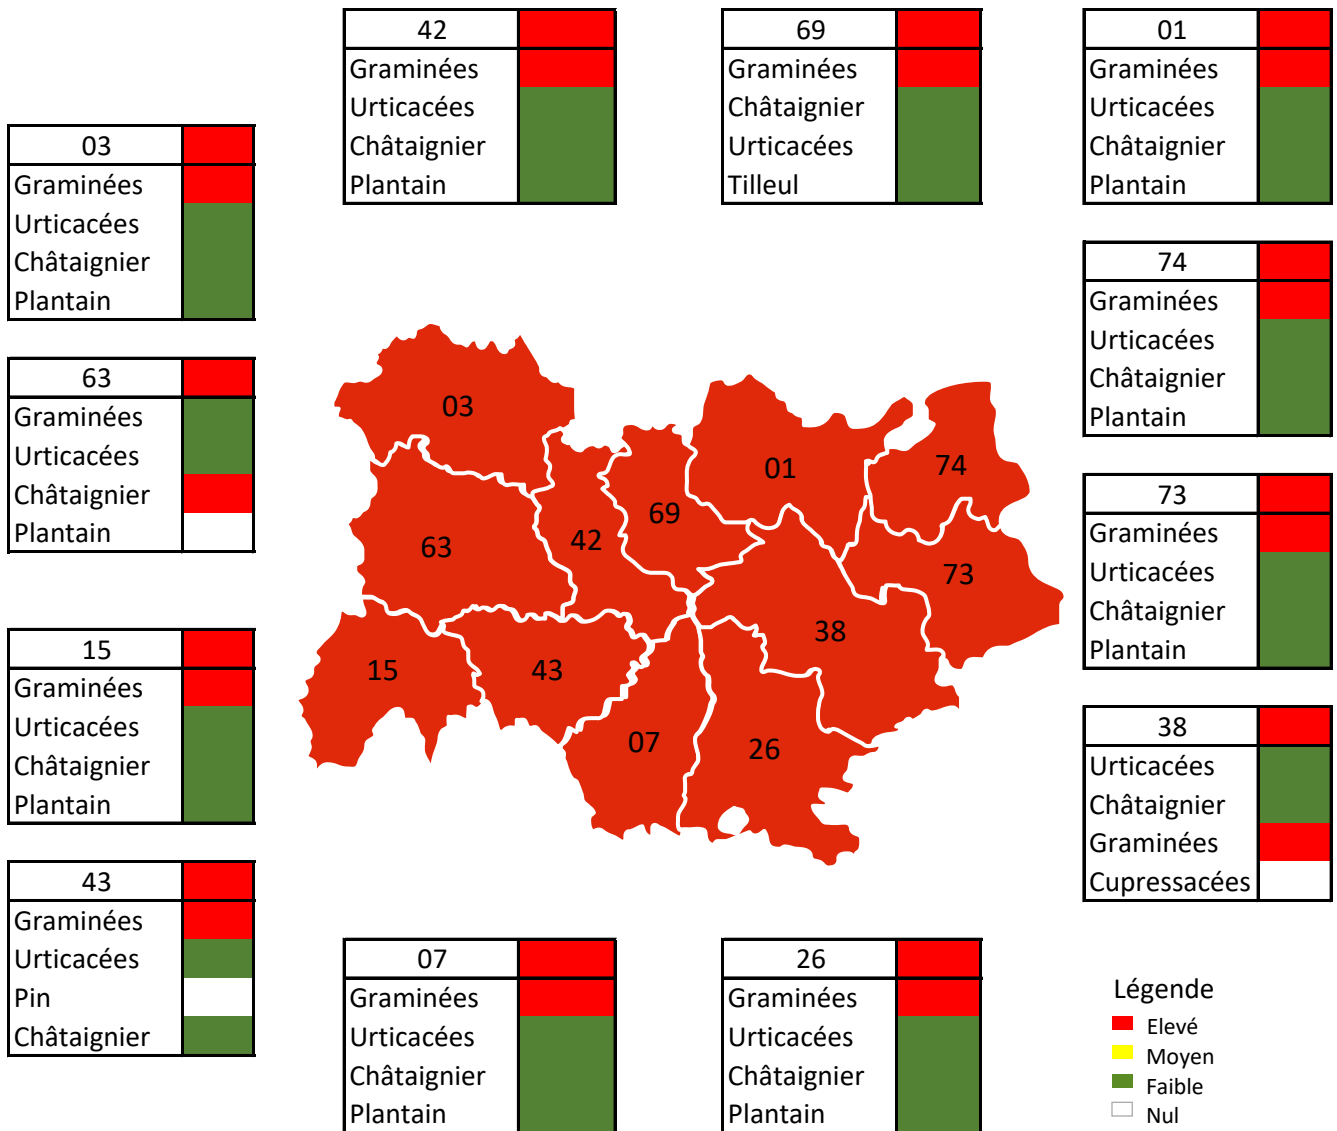 42
Graminées
Urticacées
Châtaignier
Plantain
69
Graminées
Châtaignier
Urticacées
Tilleul
01
Graminées
Urticacées
Châtaignier
Plantain
03
Graminées
Urticacées
Châtaignier
Plantain
74
Graminées
Urticacées
Châtaignier
Plantain
63
Graminées
Urticacées
Châtaignier
Plantain
73
Graminées
Urticacées
Châtaignier
Plantain
15
Graminées
Urticacées
Châtaignier
Plantain
38
Urticacées
Châtaignier
Graminées
Cupressacées
43
Graminées
Urticacées
Pin
Châtaignier
07
Graminées
Urticacées
Châtaignier
Plantain
26
Graminées
Urticacées
Châtaignier
Plantain
03
01
74
69
42
63
73
38
15
43
07
26
Légende
Elevé
Moyen
Faible
Nul